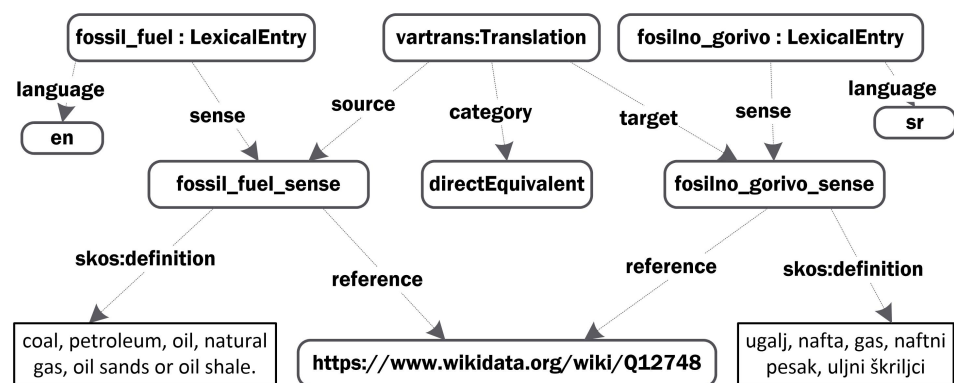 fossil_fuel : LexicalEntry
vartrans:Translation
fosilno_gorivo : LexicalEntry
language
sense
source
category
target
sense
language
en
sr
fossil_fuel_sense
directEquivalent
fosilno_gorivo_sense
skos:definition
reference
reference
skos:definition
coal, petroleum, oil, natural
gas, oil sands or oil shale.
https://www.wikidata.org/wiki/Q12748
ugalj, nafta, gas, naftni
pesak, uljni škriljci